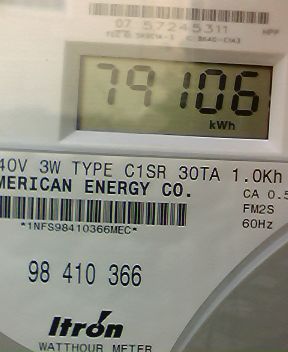 07 57245311
79106
kWh
40V 3W TYPE C1SR 30TA 1.0Kh
MERICAN ENERGY CO.
CA 0.5
FM2S
*1NFS98410366MEC*
60Hz
98 410 366
Itron
WATTHOUR METER